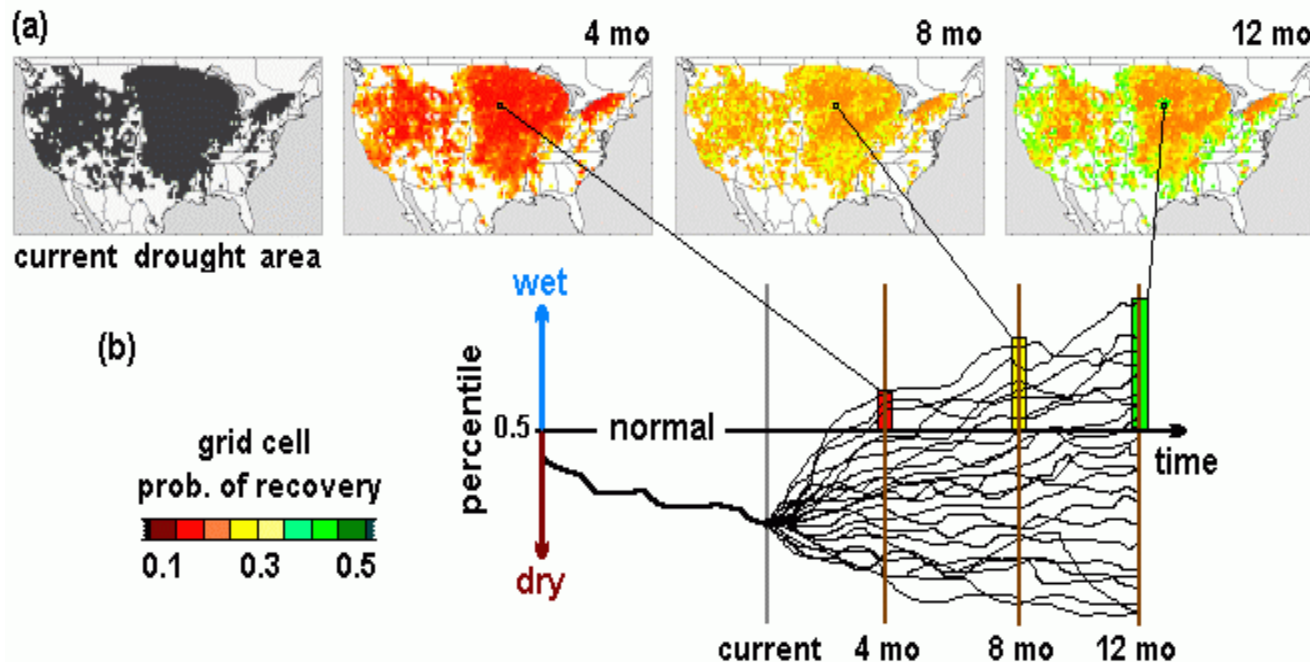 (a)
4 mo
8 mo
12 mo
current drought area
wet
(b)
percentile
0.5
normal
time
grid cell
prob. of recovery
0.1 0.3 0.5
dry
current 4 mo 8 mo 12 mo